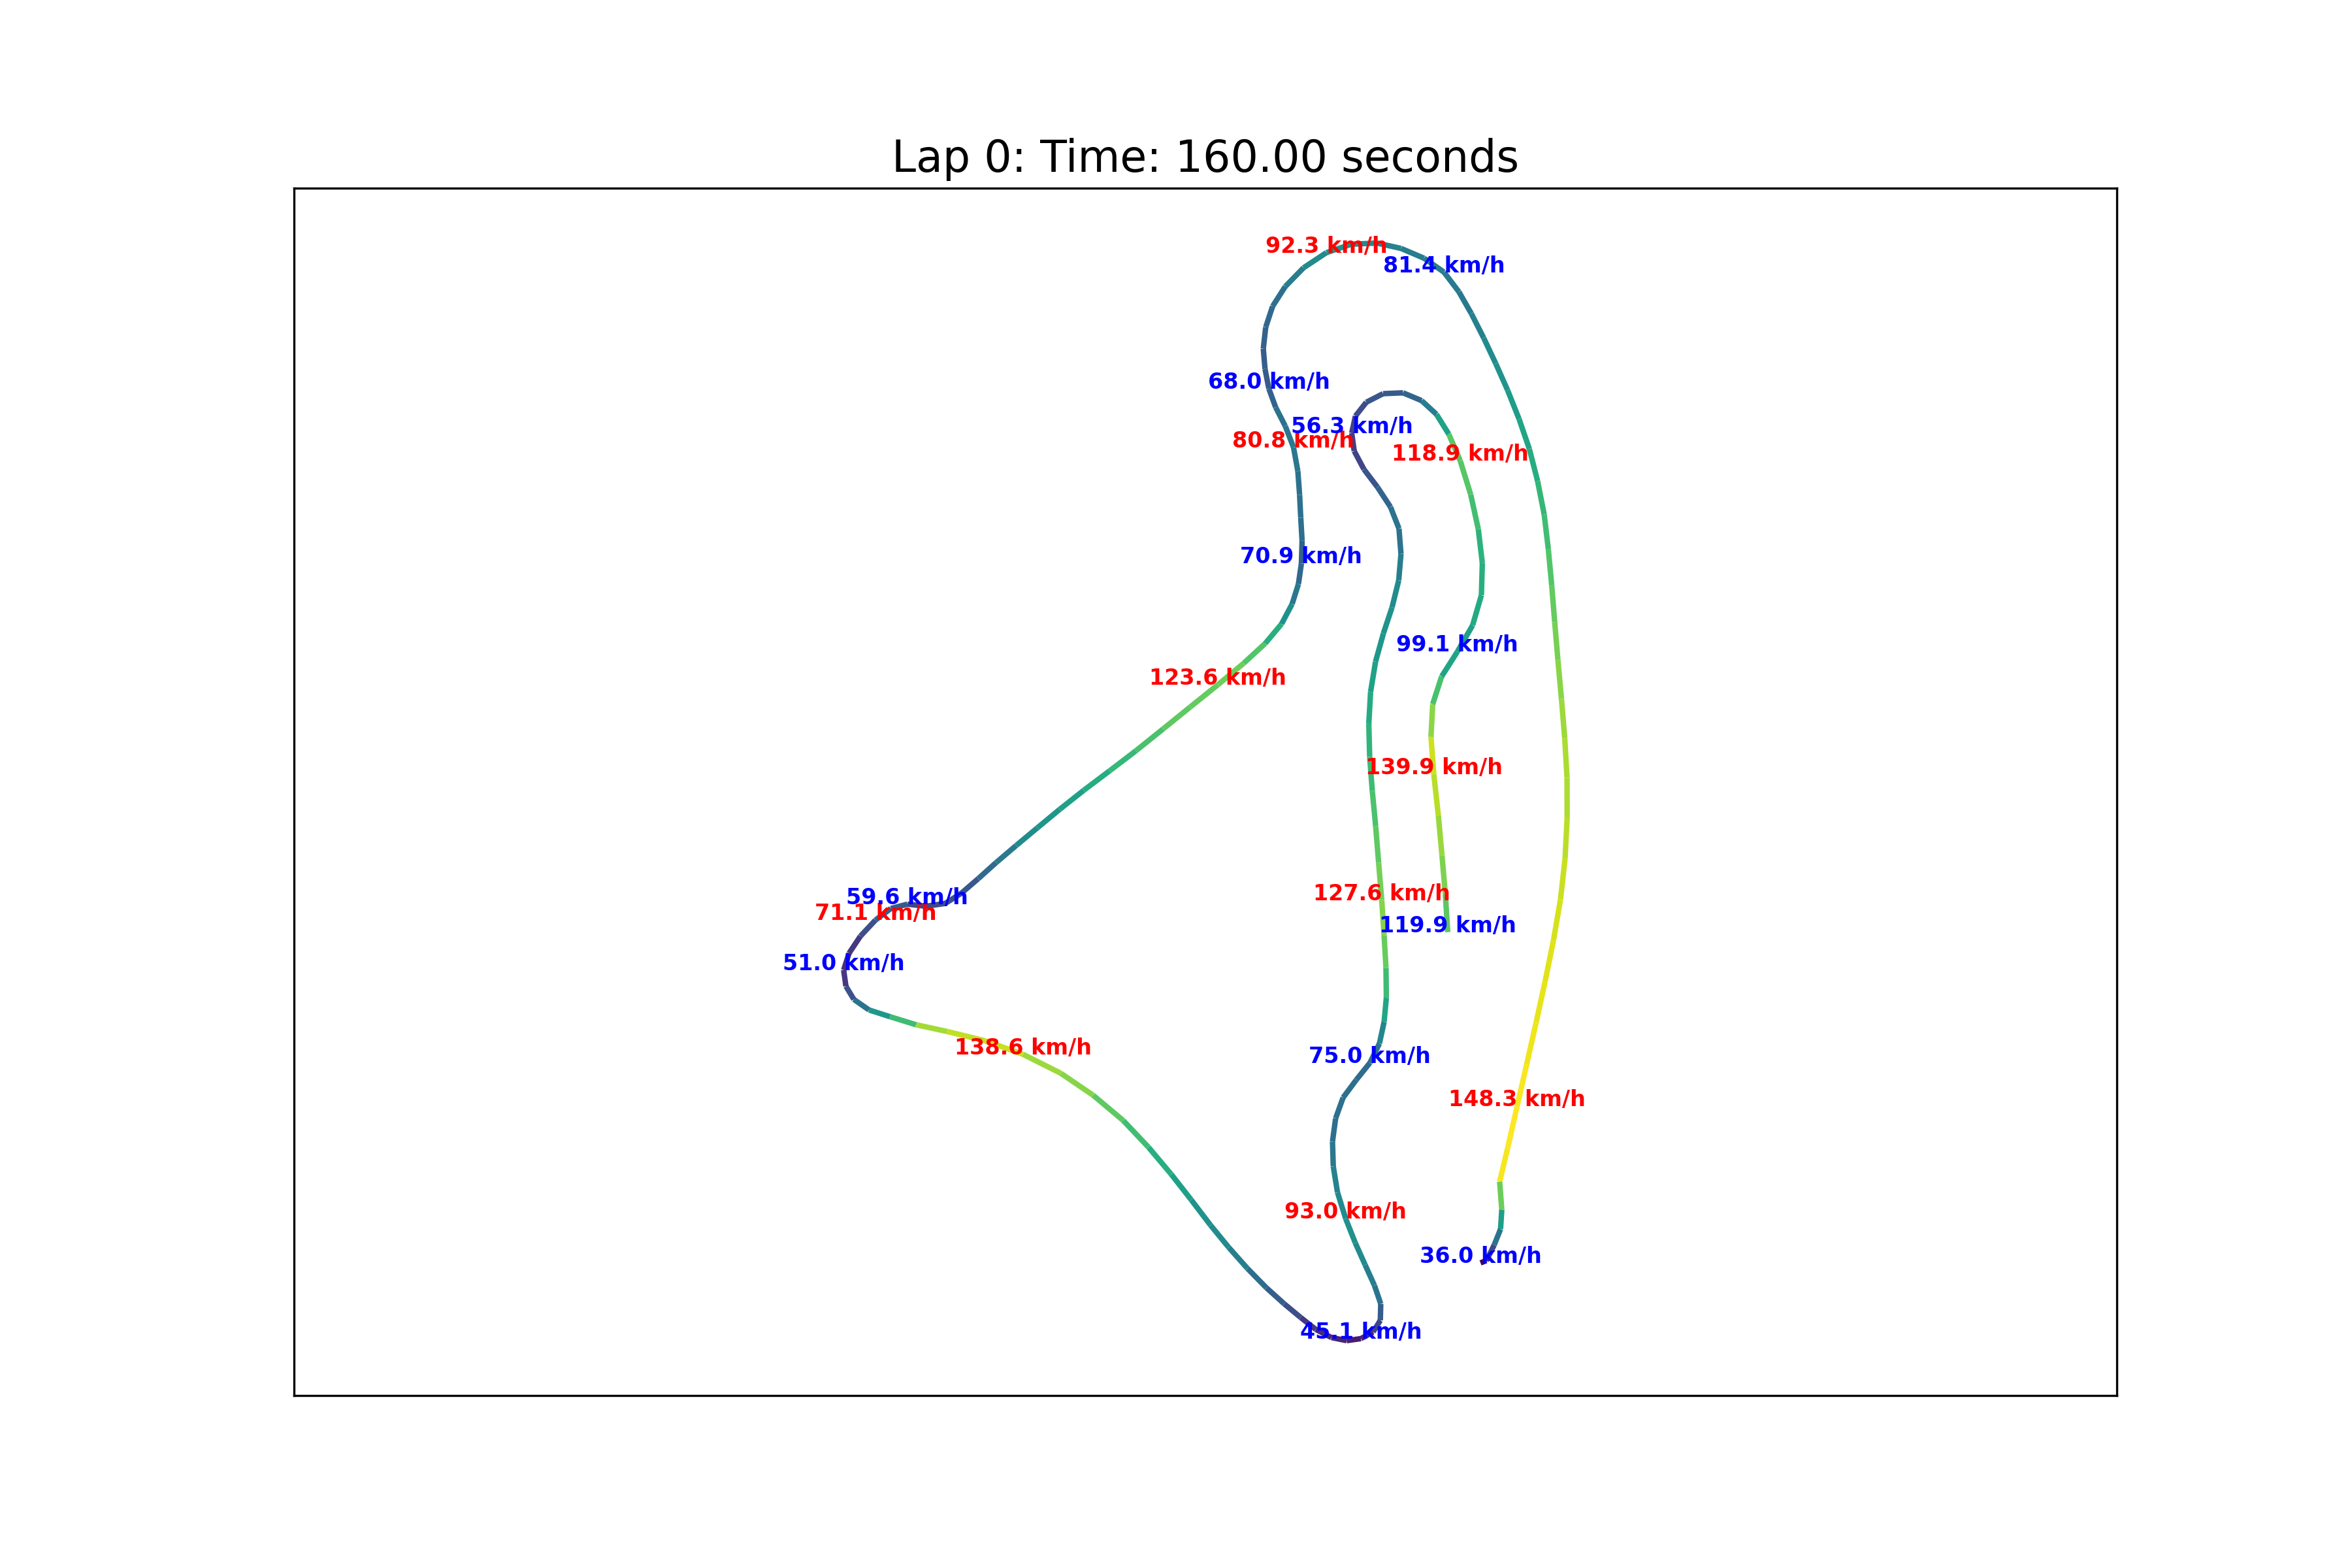 Lap 0: Time: 160.00 seconds
92.3 km/h
81.4 km/h
68.0 km/h
56.3 km/h
80.8 km/h
118.9 km/h
70.9 km/h
99.1 km/h
123.6 km/h
139.9 km/h
127.6 km/h
59.6 km/h
71.1 km/h
119.9 km/h
51.0 km/h
138.6 km/h
75.0 km/h
148.3 km/h
93.0 km/h
36.0 km/h
45.1 km/h